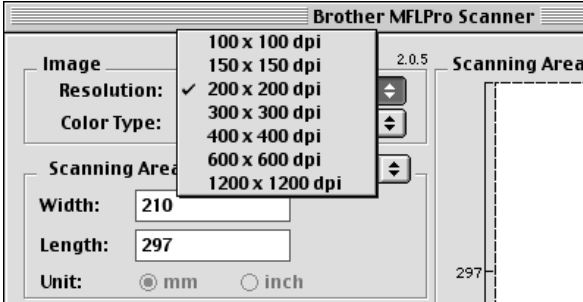 Brother MFLPro Scanner
100 x 100 dpi
Image 150 x 150 dpi 2.0.5 Scanning Area
Resolution: ✓ 200 x 200 dpi
300 x 300 dpi
Color Type: 400 x 400 dpi
600 x 600 dpi
Scanning Area
1200 x 1200 dpi
Width: 210
Length: 297
297
Unit: mm inch